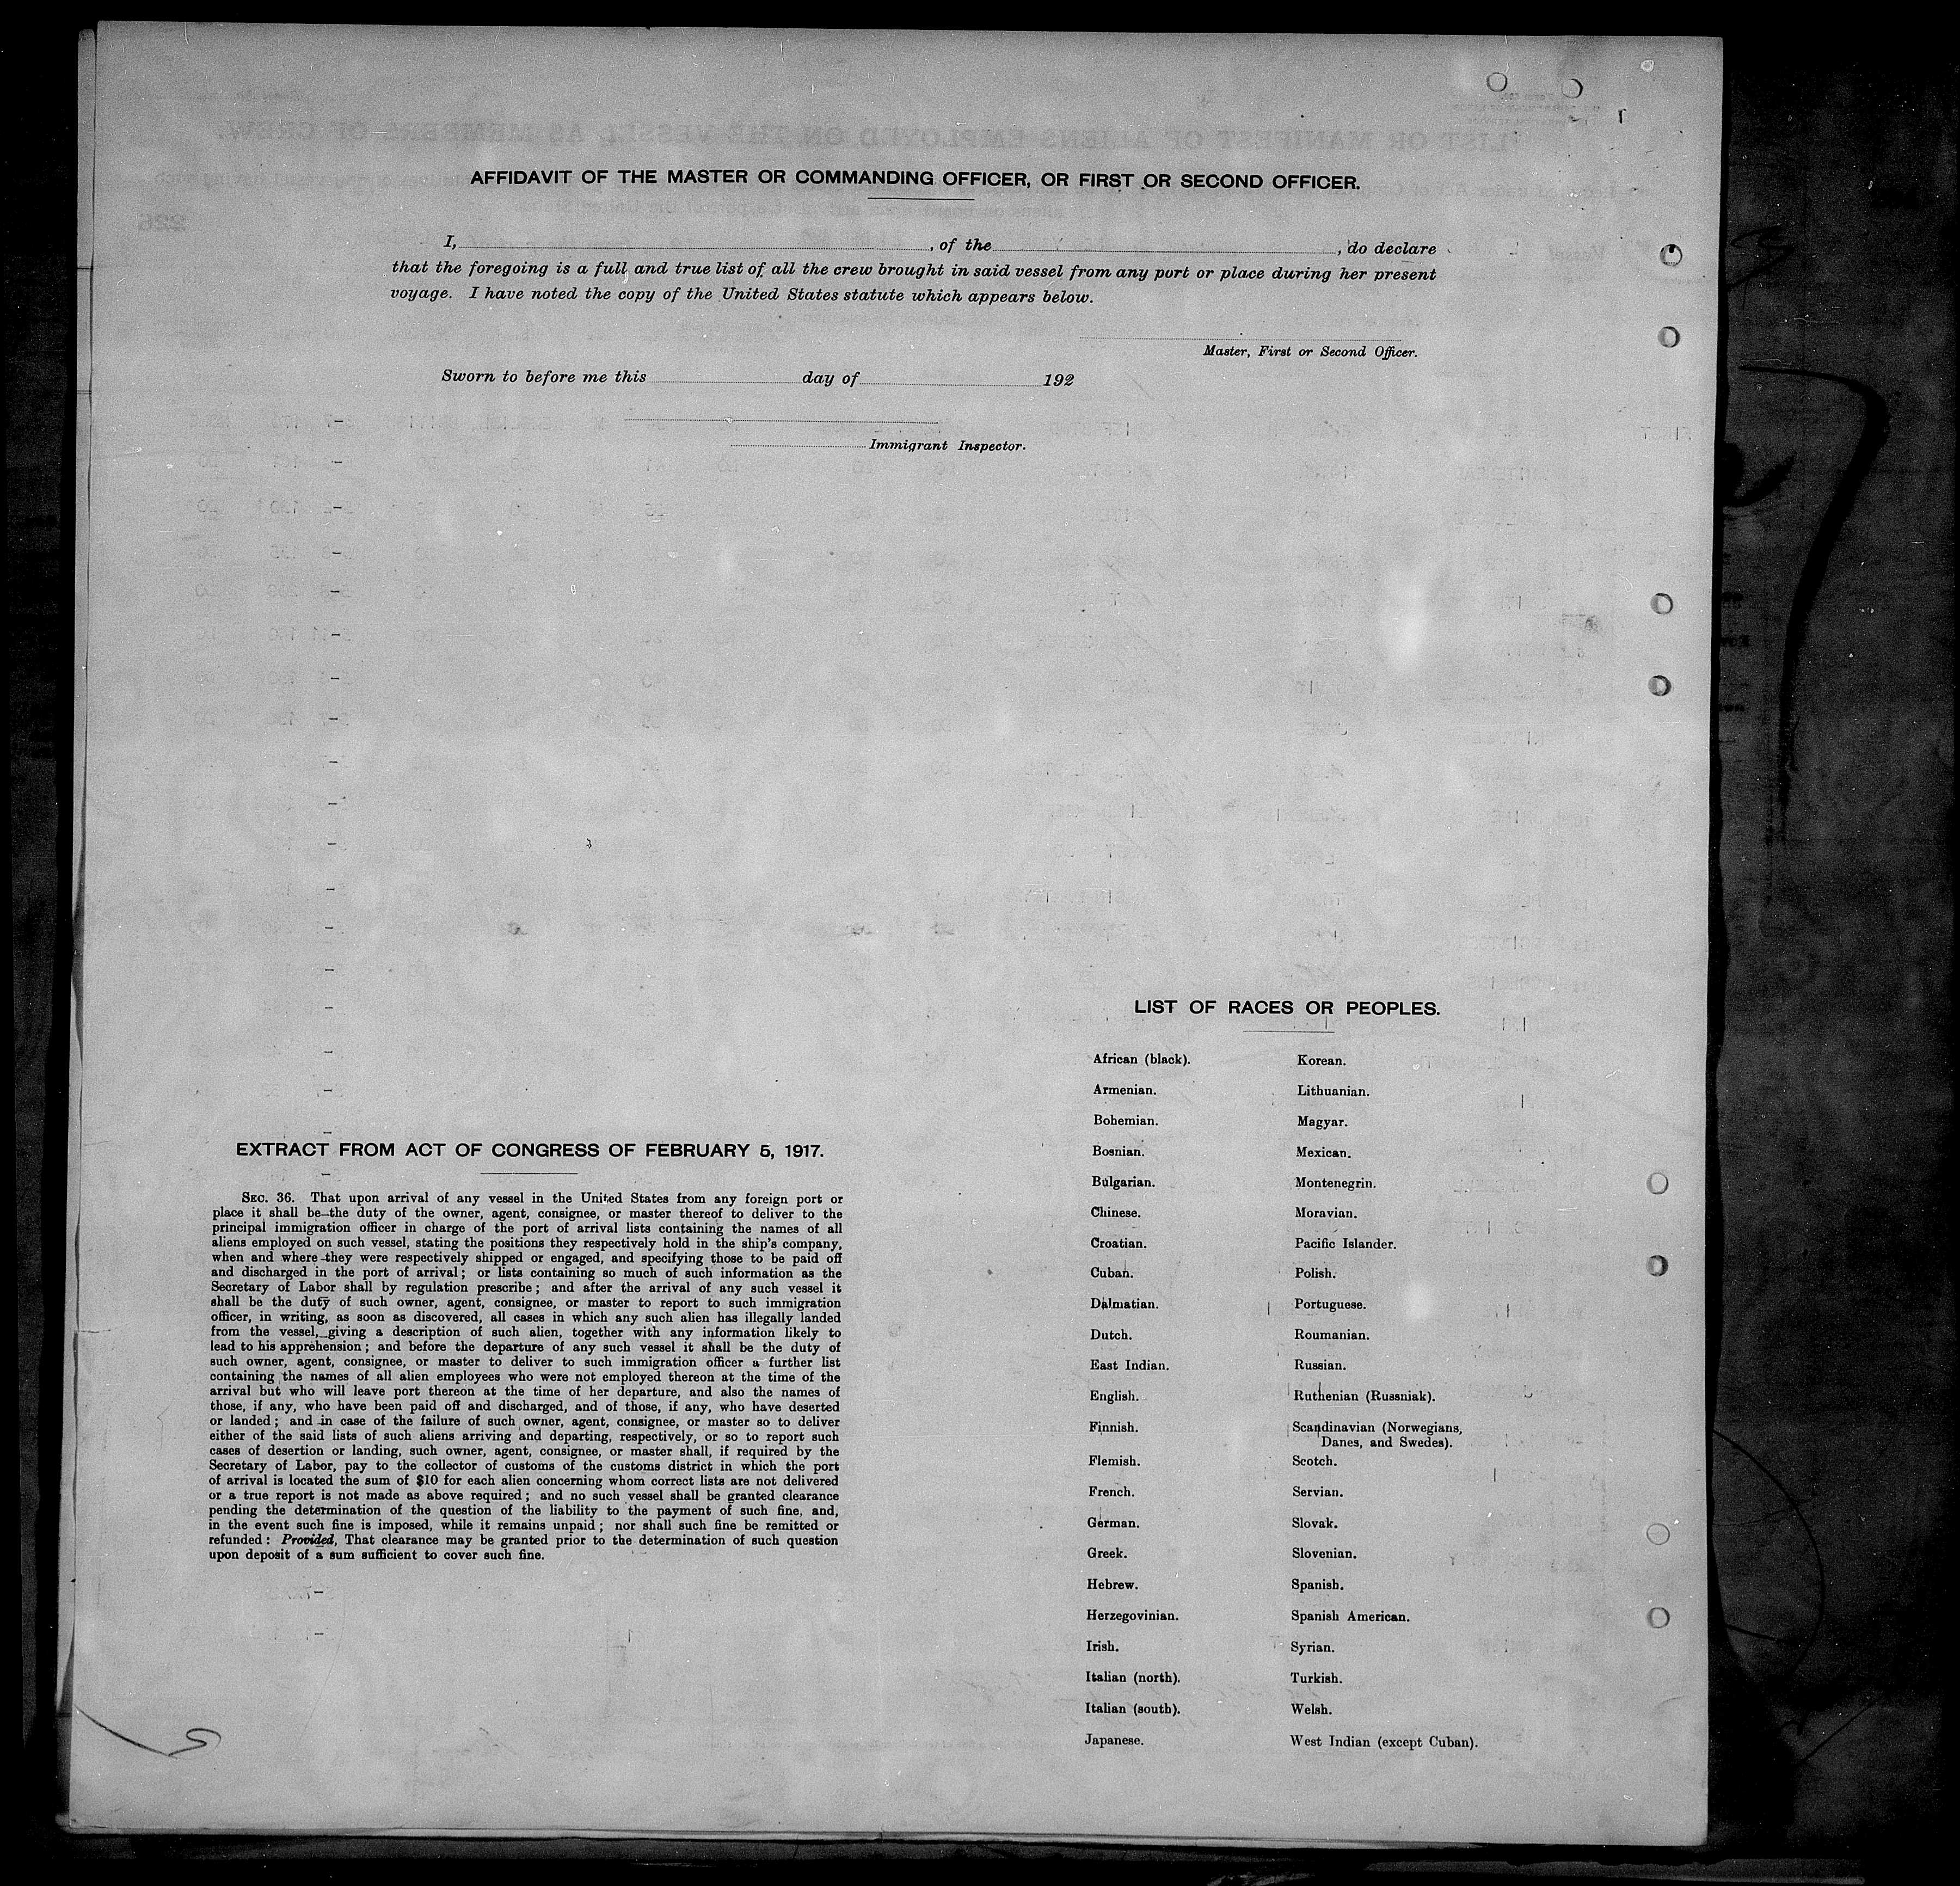 AFFIDAVIT OF THE MASTER OR COMMANDING OFFICER, OR FIRST OR SECOND OFFICER.
I, , of the , do declare
that the foregoing is a full and true list of all the crew brought in said vessel from any port or place during her present
voyage. I have noted the copy of the United States statute which appears below.
Master, First or Second Officer.
Sworn to before me this day of 192
Immigrant Inspector.
EXTRACT FROM ACT OF CONGRESS OF FEBRUARY 5, 1917.
SEC. 36. That upon arrival of any vessel in the United States from any foreign port or
place it shall be the duty of the owner, agent, consignee, or master thereof to deliver to the
principal immigration officer in charge of the port of arrival lists containing the names of all
aliens employed on such vessel, stating the positions they respectively hold in the ship's company,
when and where they were respectively shipped or engaged, and specifying those to be paid off
and discharged in the port of arrival; or lists containing so much of such information as the
Secretary of Labor shall by regulation prescribe; and after the arrival of any such vessel it
shall be the duty of such owner, agent, consignee, or master to report to such immigration
officer, in writing, as soon as discovered, all cases in which any such alien has illegally landed
from the vessel, giving a description of such alien, together with any information likely to
lead to his apprehension; and before the departure of any such vessel it shall be the duty of
such owner, agent, consignee, or master to deliver to such immigration officer a further list
containing the names of all alien employees who were not employed thereon at the time of the
arrival but who will leave port thereon at the time of her departure, and also the names of
those, if any, who have been paid off and discharged, and of those, if any, who have deserted
or landed; and in case of the failure of such owner, agent, consignee, or master so to deliver
either of the said lists of such aliens arriving and departing, respectively, or so to report such
cases of desertion or landing, such owner, agent, consignee, or master shall, if required by the
Secretary of Labor, pay to the collector of customs of the customs district in which the port
of arrival is located the sum of $10 for each alien concerning whom correct lists are not delivered
or a true report is not made as above required; and no such vessel shall be granted clearance
pending the determination of the question of the liability to the payment of such fine, and,
in the event such fine is imposed, while it remains unpaid; nor shall such fine be remitted or
refunded: Provided, That clearance may be granted prior to the determination of such question
upon deposit of a sum sufficient to cover such fine.
LIST OF RACES OR PEOPLES.
African (black).
Armenian.
Bohemian.
Bosnian.
Bulgarian.
Chinese.
Croatian.
Cuban.
Dalmatian.
Dutch.
East Indian.
English.
Finnish.
Flemish.
French.
German.
Greek.
Hebrew.
Herzegovinian.
Irish.
Italian (north).
Italian (south).
Japanese.
Korean.
Lithuanian.
Magyar.
Mexican.
Montenegrin.
Moravian.
Pacific Islander.
Polish.
Portuguese.
Roumanian.
Russian.
Ruthenian (Russniak).
Scandinavian (Norwegians,
Danes, and Swedes).
Scotch.
Servian.
Slovak.
Slovenian.
Spanish.
Spanish American.
Syrian.
Turkish.
Welsh.
West Indian (except Cuban).